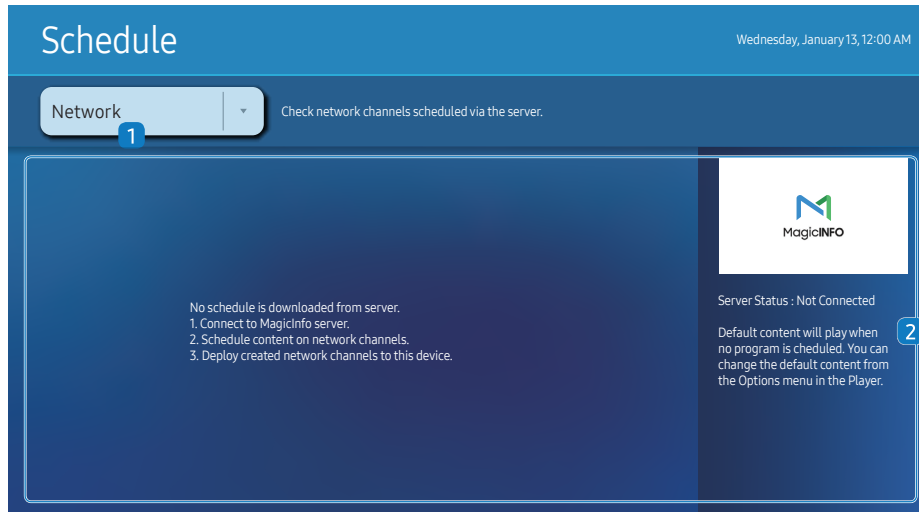 Schedule
Wednesday, January 13, 12:00 AM
Network
1
Check network channels scheduled via the server.
MagicINFO
No schedule is downloaded from server.
1. Connect to MagicInfo server.
2. Schedule content on network channels.
3. Deploy created network channels to this device.
Server Status : Not Connected
Default content will play when
no program is cheduled. You can
change the default content from
the Options menu in the Player.
2